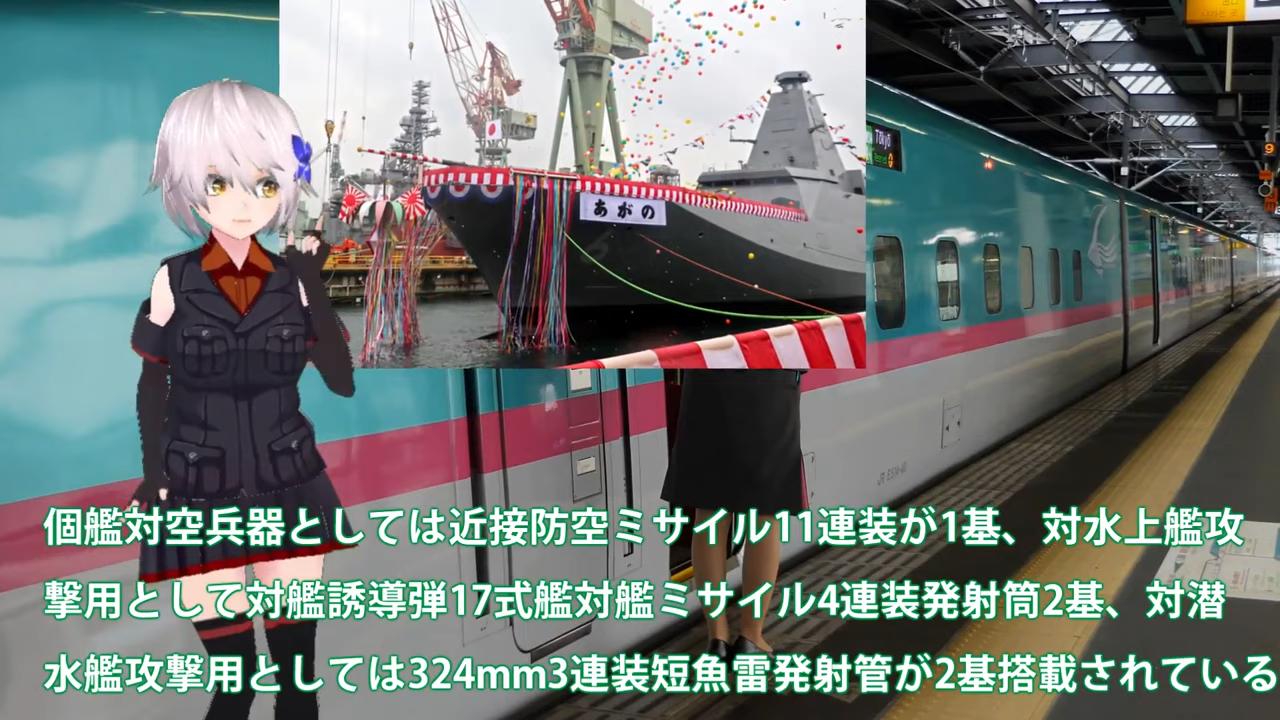 Tōkyō
あがの
9
JR E514-40
個艦対空兵器としては近接防空ミサイル11連装が1基、対水上艦攻
撃用として対艦誘導弾17式艦対艦ミサイル4連装発射筒2基、対潜
水艦攻撃用としては324mm3連装短魚雷発射管が2基搭載されている